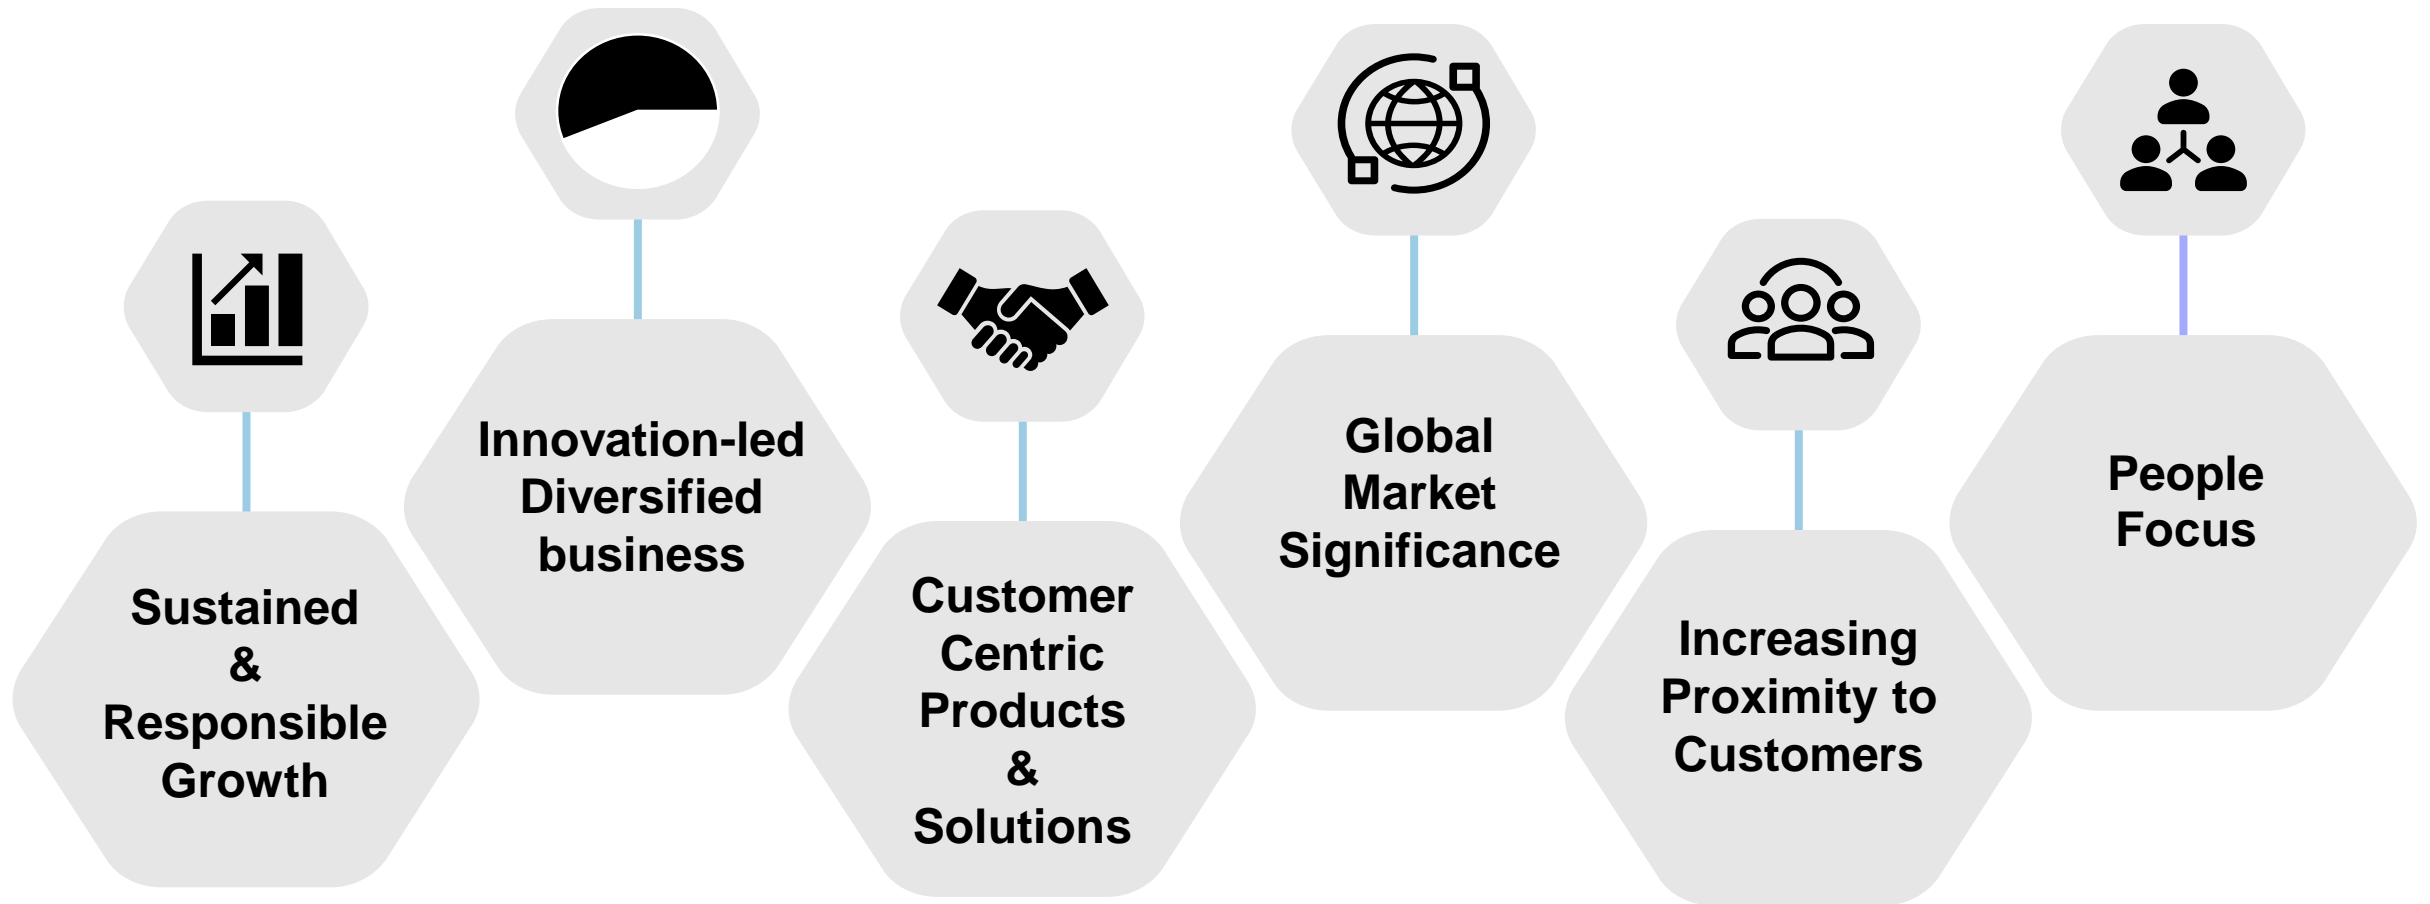 Sustained
&
Responsible
Growth
Innovation-led
Diversified
business
Customer
Centric
Products
&
Solutions
Global
Market
Significance
Increasing
Proximity to
Customers
People
Focus